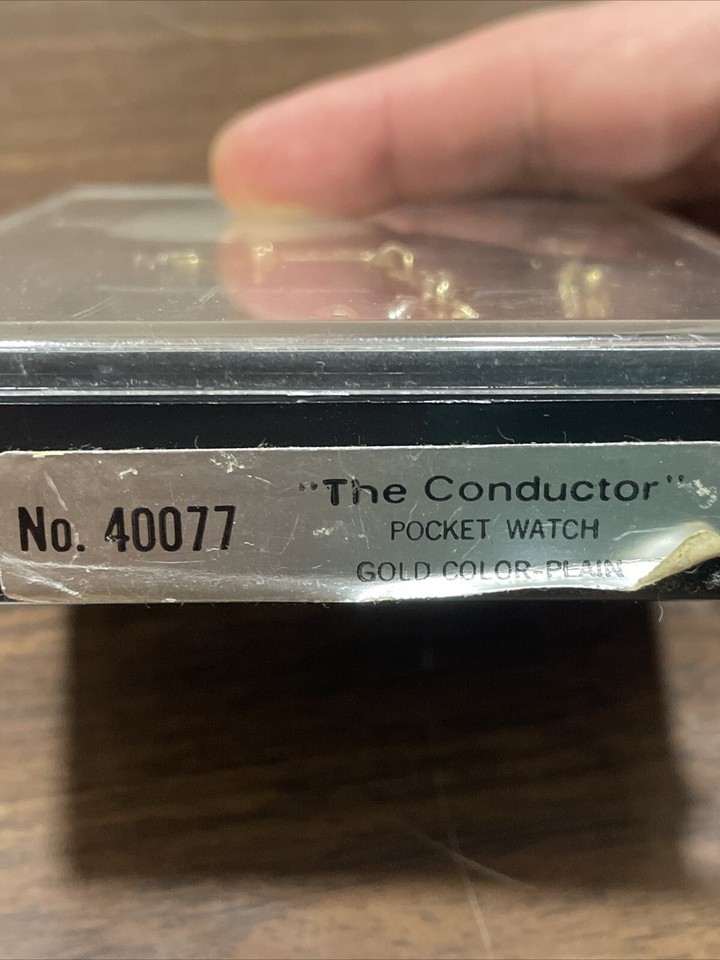 No. 40077
"The Conductor"
POCKET WATCH
GOLD COLOR-PLAIN